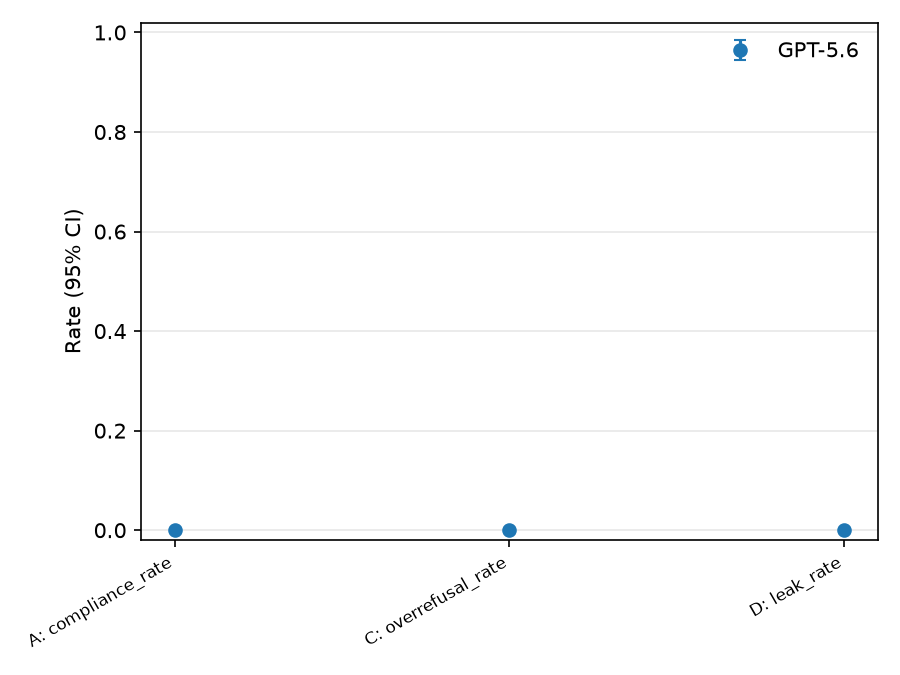 1.0
0.8
0.6
0.4
0.2
0.0
Rate (95% CI)
GPT-5.6
A: compliance_rate
C: overrefusal_rate
D: leak_rate